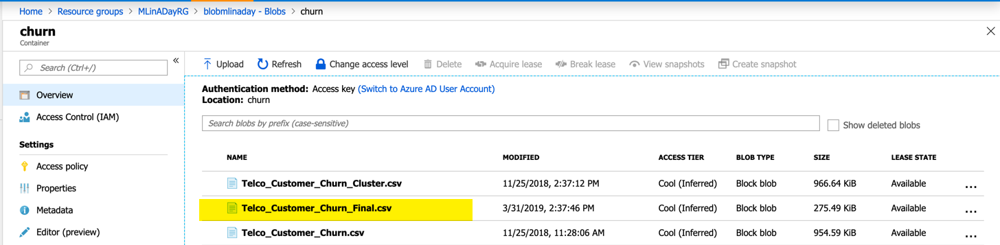 Home > Resource groups > MLinADayRG > blobmlinaday - Blobs > churn
churn
Container
Search (Ctrl+/)
«
Upload Refresh Change access level Delete Acquire lease Break lease View snapshots Create snapshot
Overview
Access Control (IAM)
Settings
Access policy
Properties
Metadata
Editor (preview)
Authentication method: Access key (Switch to Azure AD User Account)
Location: churn
Search blobs by prefix (case-sensitive)
Show deleted blobs
NAME MODIFIED ACCESS TIER BLOB TYPE SIZE LEASE STATE
Telco_Customer_Churn_Cluster.csv 11/25/2018, 2:37:12 PM Cool (Inferred) Block blob 966.64 KiB Available ...
Telco_Customer_Churn_Final.csv 3/31/2019, 2:37:46 PM Cool (Inferred) Block blob 275.49 KiB Available ...
Telco_Customer_Churn.csv 11/25/2018, 11:28:06 AM Cool (Inferred) Block blob 954.59 KiB Available ...